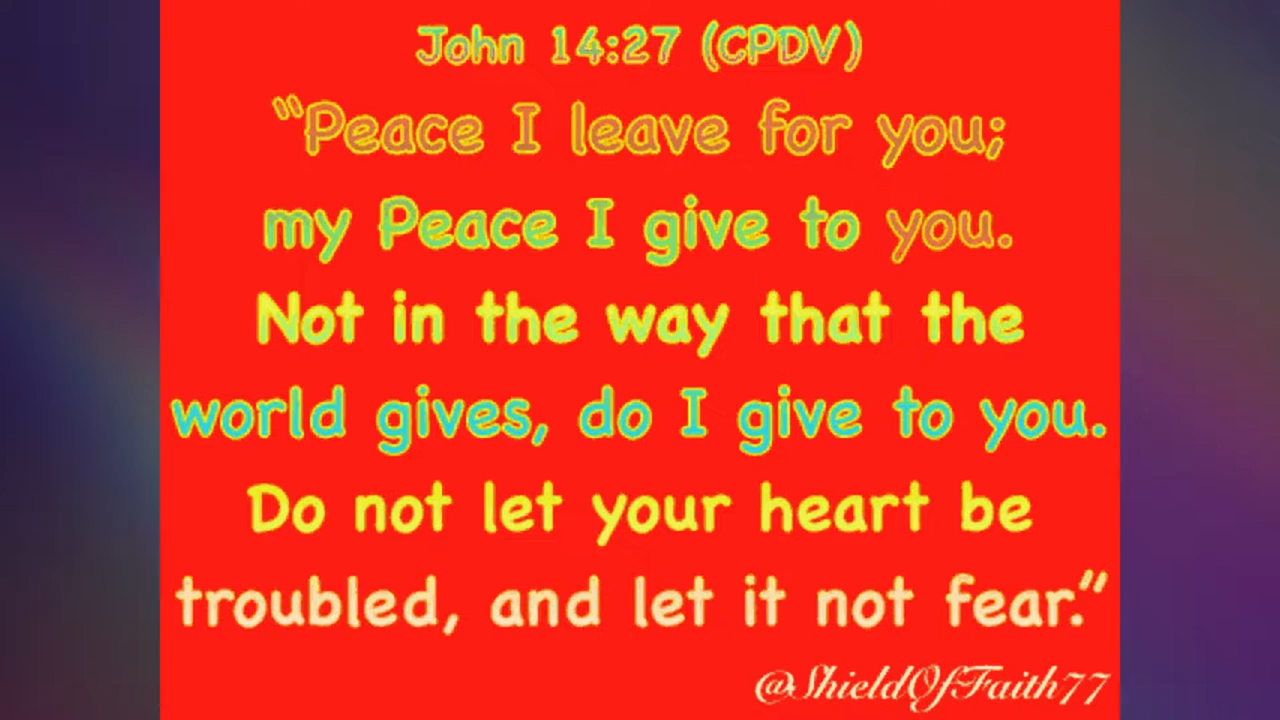 John 14:27 (CPDV)
“Peace I leave for you;
my Peace I give to you.
Not in the way that the
world gives, do I give to you.
Do not let your heart be
troubled, and let it not fear.”
@ShieldOfFaith77